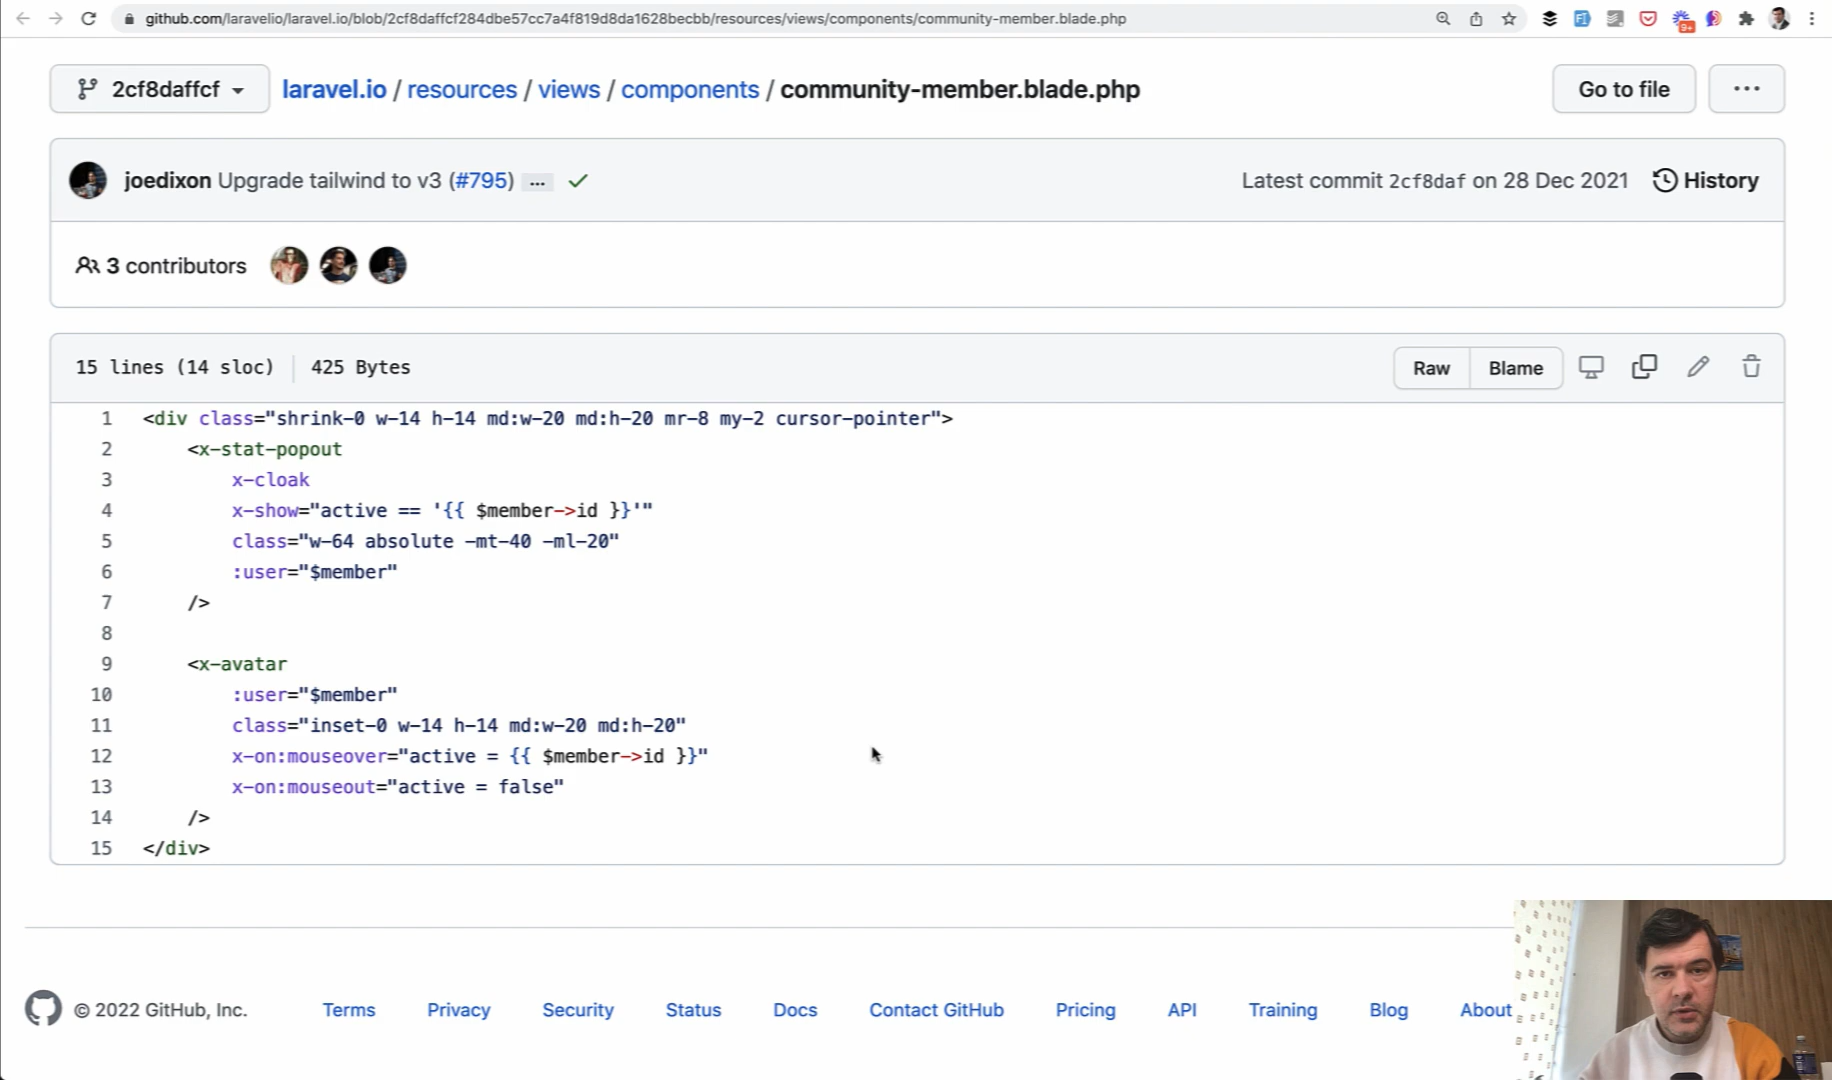 github.com/laravelio/laravel.io/blob/2cf8daffcf284dbe57cc7a4f819d8da1628becbb/resources/views/components/community-member.blade.php
9+
2cf8daffcf
laravel.io / resources / views / components / community-member.blade.php
Go to file
joedixon Upgrade tailwind to v3 (#795) ...
Latest commit 2cf8daf on 28 Dec 2021
History
3 contributors
15 lines (14 sloc)
425 Bytes
Raw
Blame
1 <div class="shrink-0 w-14 h-14 md:w-20 md:h-20 mr-8 my-2 cursor-pointer">
2 <x-stat-popout
3 x-cloak
4 x-show="active == '{{ $member->id }}'"
5 class="w-64 absolute -mt-40 -ml-20"
6 :user="$member"
7 />
8
9 <x-avatar
10 :user="$member"
11 class="inset-0 w-14 h-14 md:w-20 md:h-20"
12 x-on:mouseover="active = {{ $member->id }}"
13 x-on:mouseout="active = false"
14 />
15 </div>
© 2022 GitHub, Inc.
Terms
Privacy
Security
Status
Docs
Contact GitHub
Pricing
API
Training
Blog
About